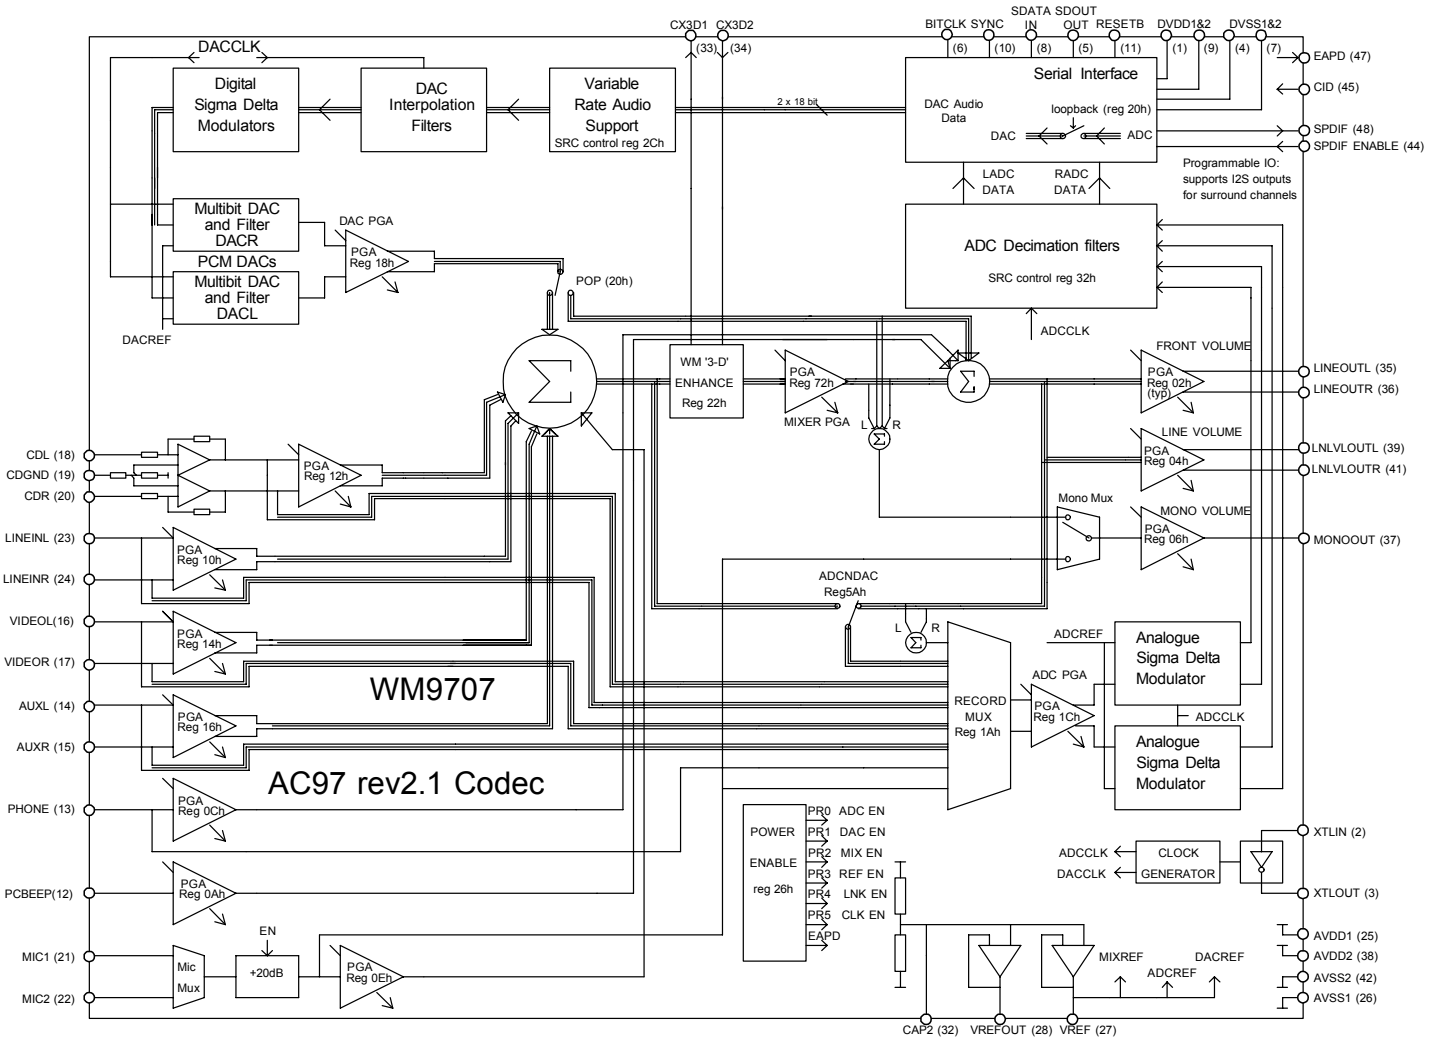 CX3D1
CX3D2
(33)
(34)
SDATA SDOUT
BITCLK SYNC IN OUT RESETB DVDD1&2 DVSS1&2
(6) (10) (8) (5) (11) (1) (9) (4) (7)
DACCLK
Digital
Sigma Delta
Modulators
DAC
Interpolation
Filters
Variable
Rate Audio
Support
SRC control reg 2Ch
2 x 18 bit
Serial Interface
DAC Audio
Data
loopback (reg 20h)
DAC
ADC
EAPD (47)
CID (45)
SPDIF (48)
SPDIF ENABLE (44)
Programmable IO:
supports I2S outputs
for surround channels
LADC
DATA
RADC
DATA
Multibit DAC
and Filter
DACR
PCM DACs
Multibit DAC
and Filter
DACL
DACREF
DAC PGA
PGA
Reg 18h
POP (20h)
ADC Decimation filters
SRC control reg 32h
ADCCLK
Σ
WM '3-D'
ENHANCE
Reg 22h
PGA
Reg 72h
MIXER PGA
Σ
L
R
Σ
FRONT VOLUME
PGA
Reg 02h
(typ)
LINEOUTL (35)
LINEOUTR (36)
LINE VOLUME
PGA
Reg 04h
LNLVLOUTL (39)
LNLVLOUTR (41)
Mono Mux
MONO VOLUME
PGA
Reg 06h
MONOOUT (37)
CDL (18)
CDGND (19)
CDR (20)
PGA
Reg 12h
LINEINL (23)
PGA
Reg 10h
LINEINR (24)
VIDEOL(16)
PGA
Reg 14h
VIDEOR (17)
AUXL (14)
PGA
Reg 16h
AUXR (15)
PHONE (13)
PGA
Reg 0Ch
PCBEEP(12)
PGA
Reg 0Ah
MIC1 (21)
MIC2 (22)
Mic
Mux
EN
+20dB
PGA
Reg 0Eh
WM9707
AC97 rev2.1 Codec
ADCNDAC
Reg5Ah
L
R
Σ
RECORD
MUX
Reg 1Ah
ADCREF
ADC PGA
PGA
Reg 1Ch
Analogue
Sigma Delta
Modulator
ADCCLK
Analogue
Sigma Delta
Modulator
POWER
ENABLE
reg 26h
PR0 ADC EN
PR1 DAC EN
PR2 MIX EN
PR3 REF EN
PR4 LNK EN
PR5 CLK EN
EAPD
ADCCLK
DACCLK
CLOCK
GENERATOR
XTLIN (2)
XTLOUT (3)
AVDD1 (25)
AVDD2 (38)
AVSS2 (42)
AVSS1 (26)
MIXREF
ADCREF
DACREF
CAP2 (32)
VREFOUT (28)
VREF (27)